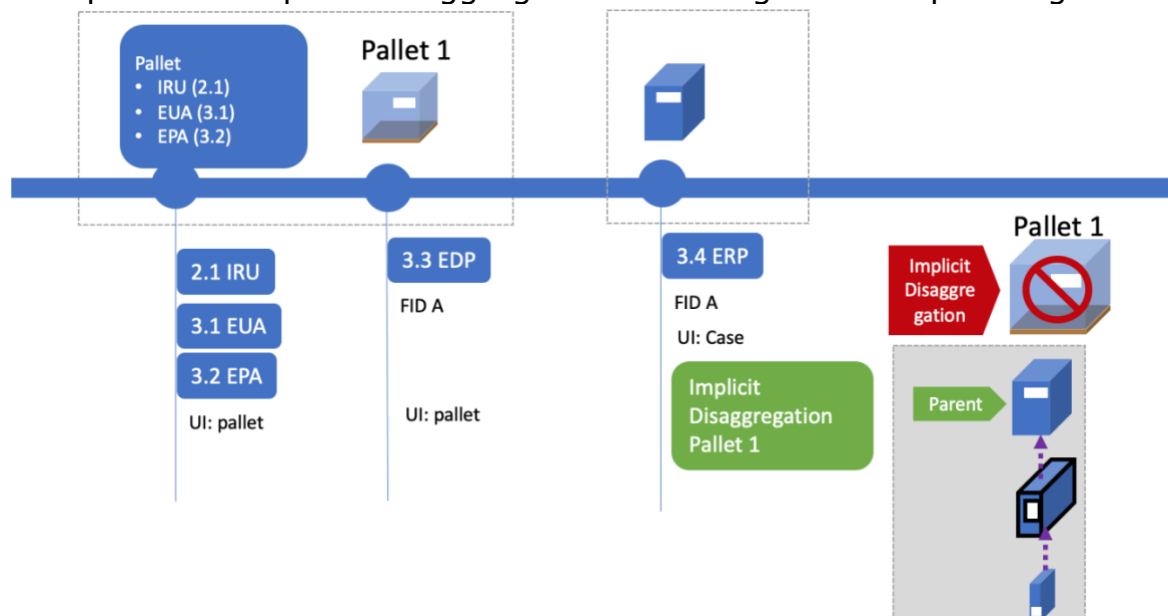 Pallet
• IRU (2.1)
• EUA (3.1)
• EPA (3.2)
Pallet 1
2.1 IRU
3.1 EUA
3.2 EPA
UI: pallet
3.3 EDP
FID A
UI: pallet
3.4 ERP
FID A
UI: Case
Implicit
Disaggregation
Pallet 1
Implicit
Disaggre
gation
Pallet 1
Parent